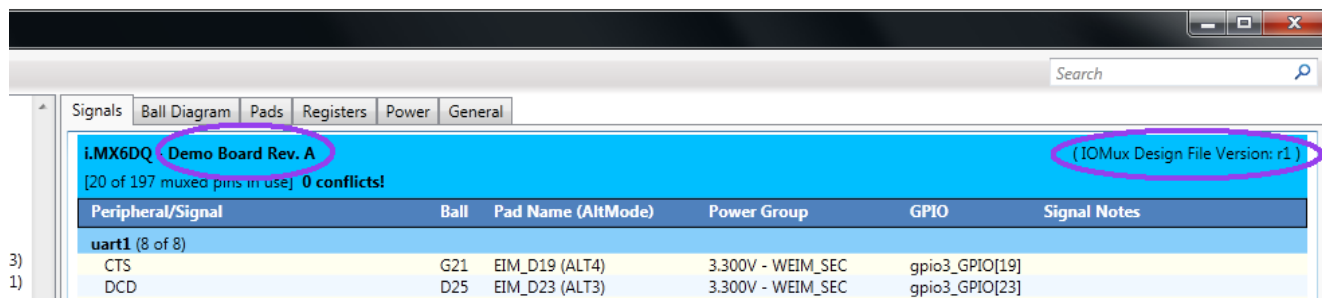 Search
Signals Ball Diagram Pads Registers Power General
i.MX6DQ - Demo Board Rev. A ( IOMux Design File Version: r1 )
[20 of 197 muxed pins in use] 0 conflicts!
Peripheral/Signal Ball Pad Name (AltMode) Power Group GPIO Signal Notes
uart1 (8 of 8)
3) CTS G21 EIM_D19 (ALT4) 3.300V - WEIM_SEC gpio3_GPIO[19]
1) DCD D25 EIM_D23 (ALT3) 3.300V - WEIM_SEC gpio3_GPIO[23]